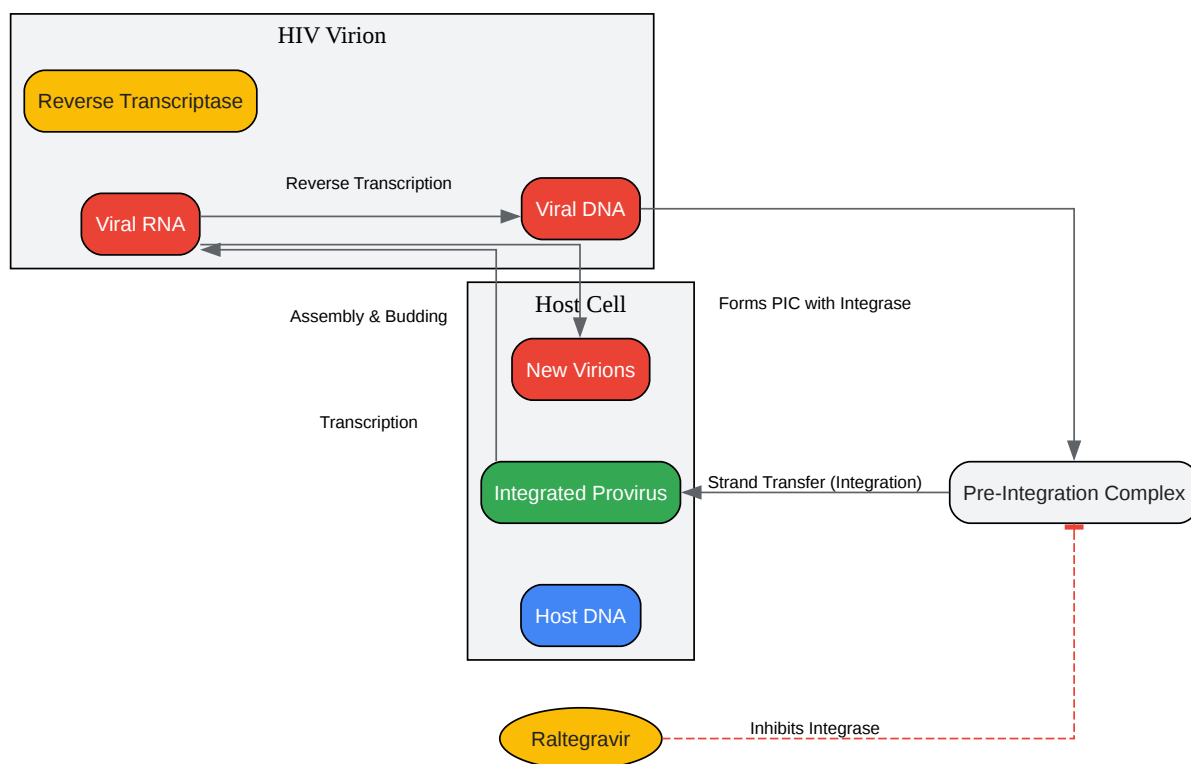 HIV Virion
Reverse Transcriptase
Reverse Transcription
Viral RNA
Viral DNA
Host Cell
Forms PIC with Integrase
Assembly & Budding
New Virions
Transcription
Integrated Provirus
Strand Transfer (Integration)
Pre-Integration Complex
Host DNA
Raltegravir
Inhibits Integrase